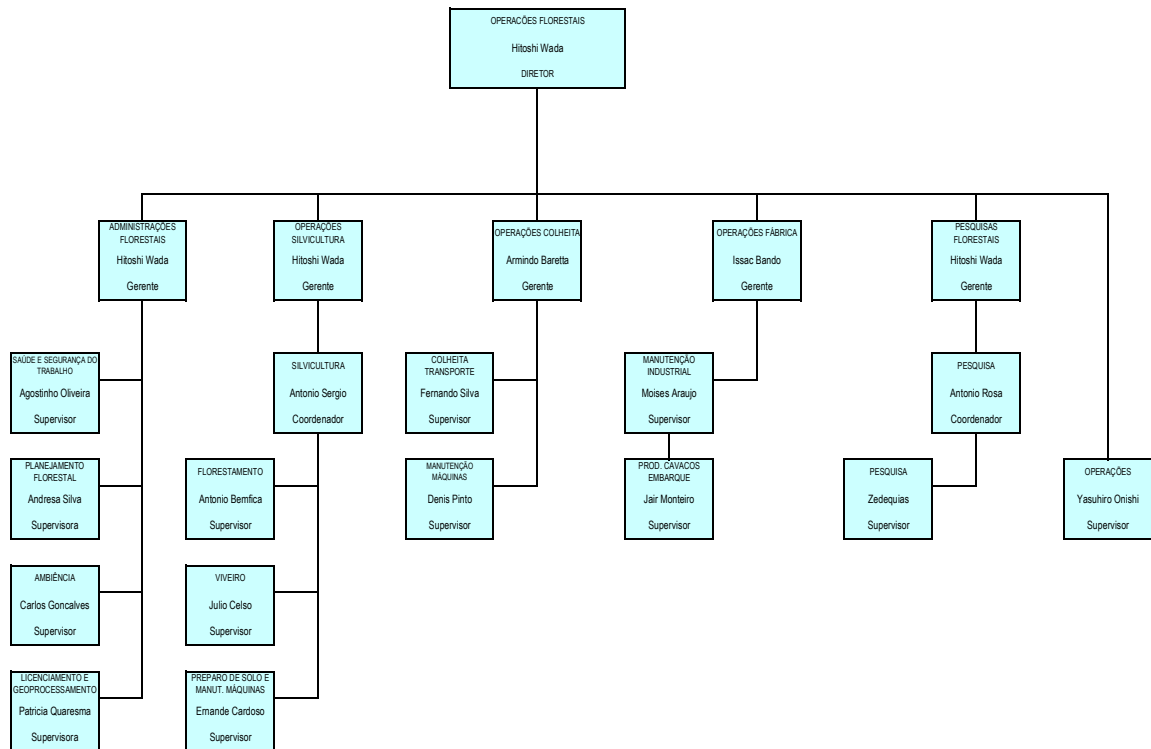 OPERACÕES FLORESTAIS
Hitoshi Wada
DIRETOR
ADMINISTRAÇÕES
FLORESTAIS
Hitoshi Wada
Gerente
OPERAÇÕES
SILVICULTURA
Hitoshi Wada
Gerente
OPERAÇÕES COLHEITA
Armindo Baretta
Gerente
OPERAÇÕES FÁBRICA
Issac Bando
Gerente
PESQUISAS
FLORESTAIS
Hitoshi Wada
Gerente
SAÚDE E SEGURANÇA DO
TRABALHO
Agostinho Oliveira
Supervisor
SILVICULTURA
Antonio Sergio
Coordenador
COLHEITA
TRANSPORTE
Fernando Silva
Supervisor
MANUTENÇÃO
INDUSTRIAL
Moises Araujo
Supervisor
PESQUISA
Antonio Rosa
Coordenador
PLANEJAMENTO
FLORESTAL
Andresa Silva
Supervisora
FLORESTAMENTO
Antonio Bemfica
Supervisor
MANUTENÇÃO
MÁQUINAS
Denis Pinto
Supervisor
PROD. CAVACOS
EMBARQUE
Jair Monteiro
Supervisor
PESQUISA
Zedequias
Supervisor
OPERAÇÕES
Yasuhiro Onishi
Supervisor
AMBIÊNCIA
Carlos Goncalves
Supervisor
VIVEIRO
Julio Celso
Supervisor
LICENCIAMENTO E
GEOPROCESSAMENTO
Patricia Quaresma
Supervisora
PREPARO DE SOLO E
MANUT. MÁQUINAS
Ernande Cardoso
Supervisor